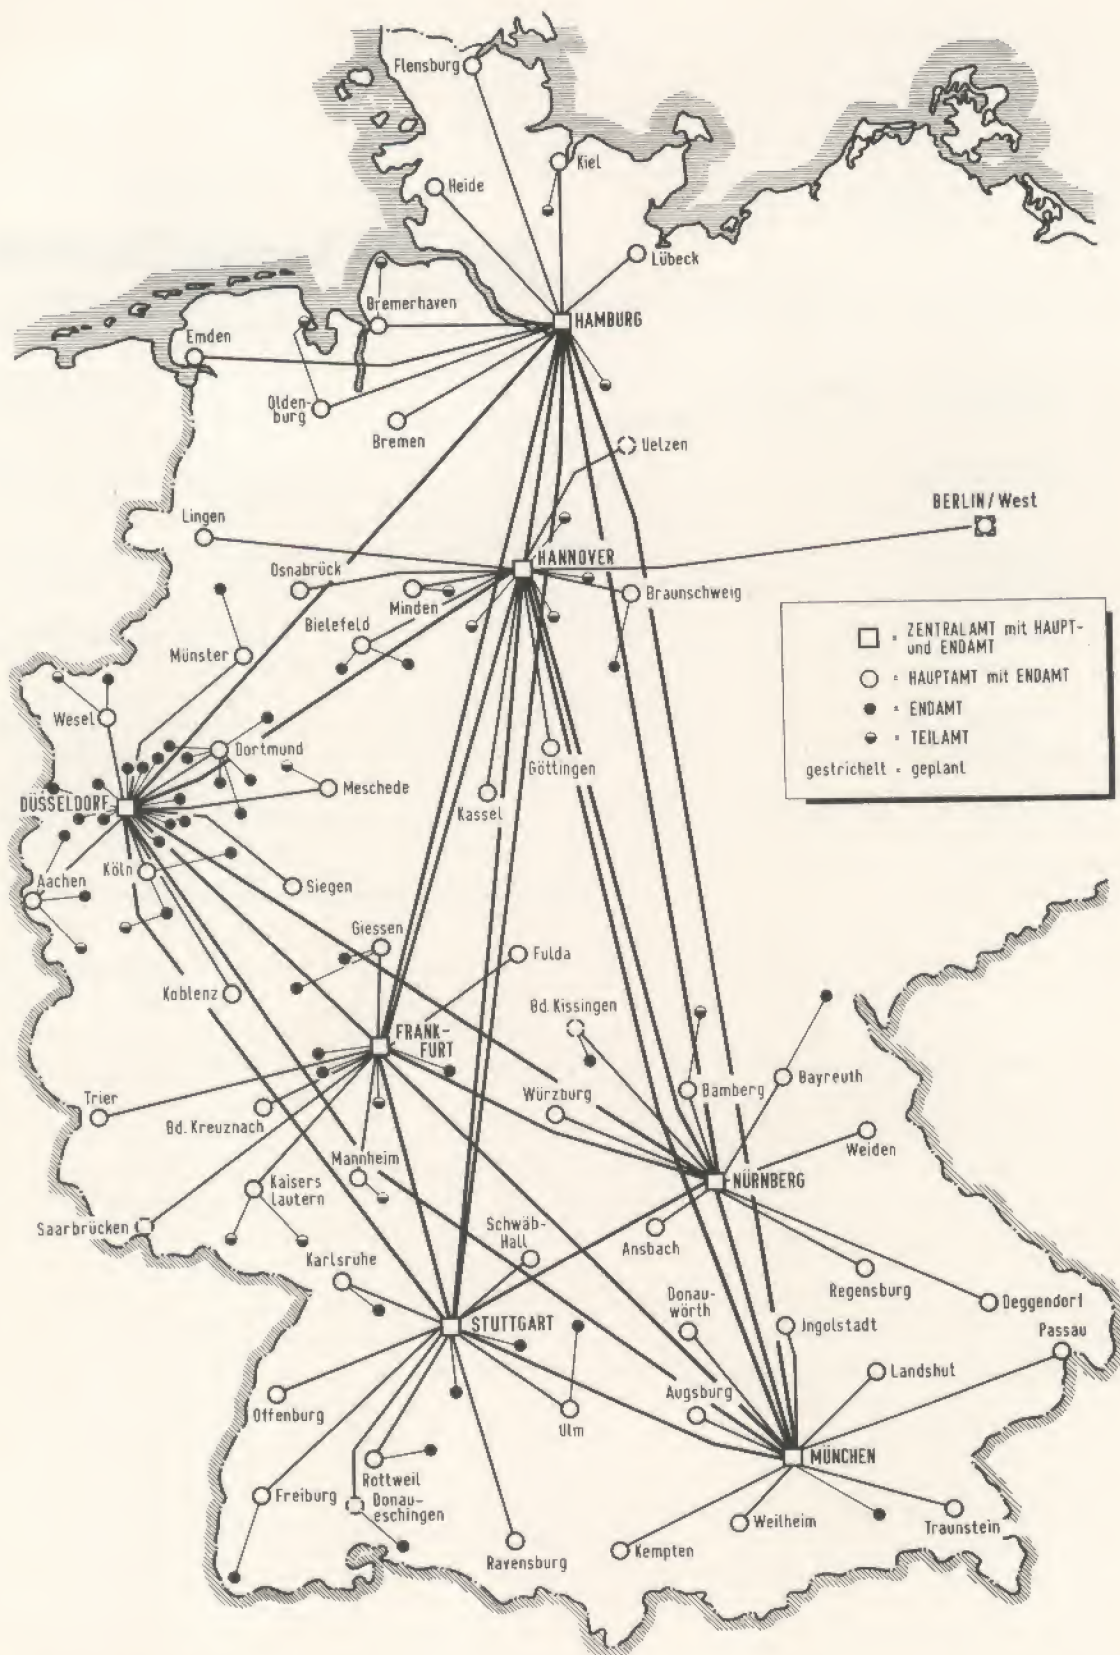 Flensburg
Kiel
Heide
Lübeck
Bremerhaven
HAMBURG
Emden
Olden-
burg
Bremen
Uelzen
BERLIN/West
Lingen
HANNOVER
Osnabrück
Minden
Braunschweig
Bielefeld
Münster
□ = ZENTRALAMT mit HAUPT-
und ENDAMT
○ = HAUPTAMT mit ENDAMT
● = ENDAMT
= TEILAMT
gestrichelt = geplant
Wesel
Dortmund
Göttingen
Meschede
DÜSSELDORF
Kassel
Köln
Aachen
Siegen
Giessen
Fulda
Koblenz
Bd. Kissingen
FRANK-
FURT
Bayreuth
Bamberg
Würzburg
Trier
Bd. Kreuznach
Weiden
Mannheim
NÜRNBERG
Kaisers
lautern
Saarbrücken
Schwäb-
Hall
Ansbach
Karlsruhe
Regensburg
Donau-
wörth
Deggendorf
STUTTGART
Jngolstadt
Passau
Landshut
Augsburg
Offenburg
Ulm
MÜNCHEN
Rottweil
Freiburg
Donau-
eschingen
Weilheim
Traunstein
Ravensburg
Kempten